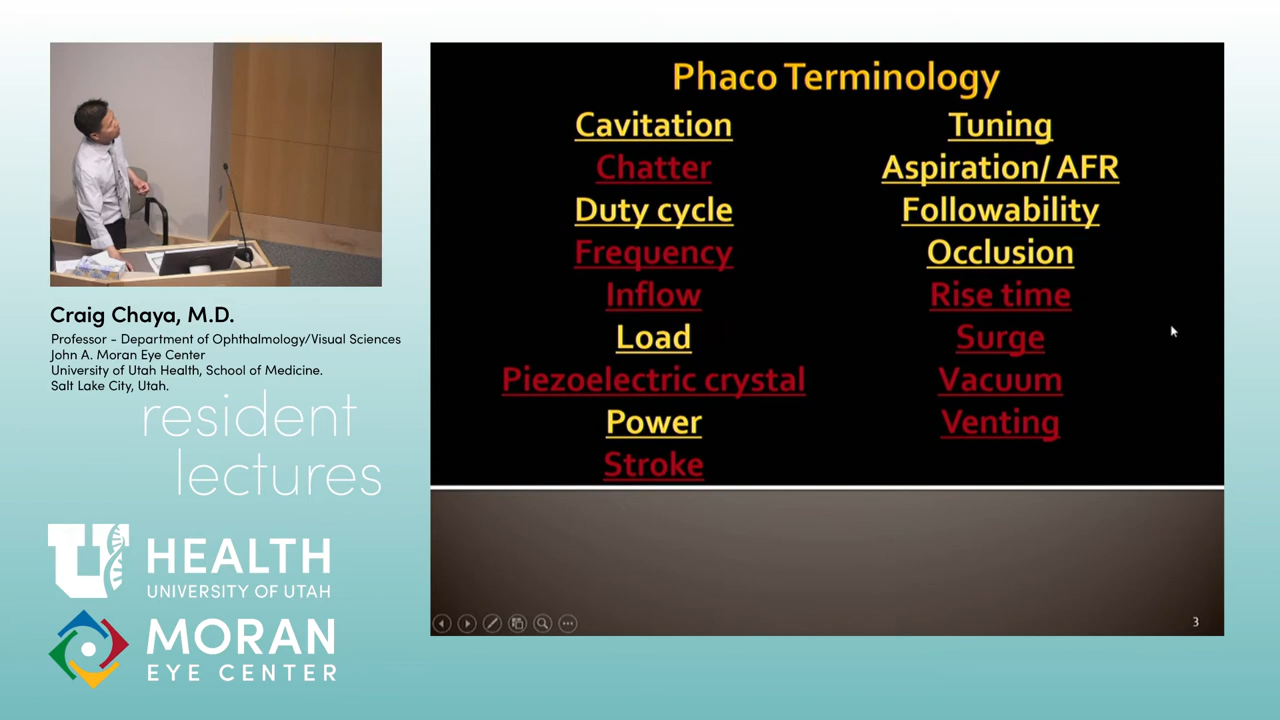 Craig Chaya, M.D.
Professor - Department of Ophthalmology/Visual Sciences
John A. Moran Eye Center
University of Utah Health, School of Medicine.
Salt Lake City, Utah.
resident
lectures
U HEALTH
UNIVERSITY OF UTAH
MORAN
EYE CENTER
Phaco Terminology
Cavitation
Chatter
Duty cycle
Frequency
Inflow
Load
Piezoelectric crystal
Power
Stroke
Tuning
Aspiration/ AFR
Followability
Occlusion
Rise time
Surge
Vacuum
Venting
3